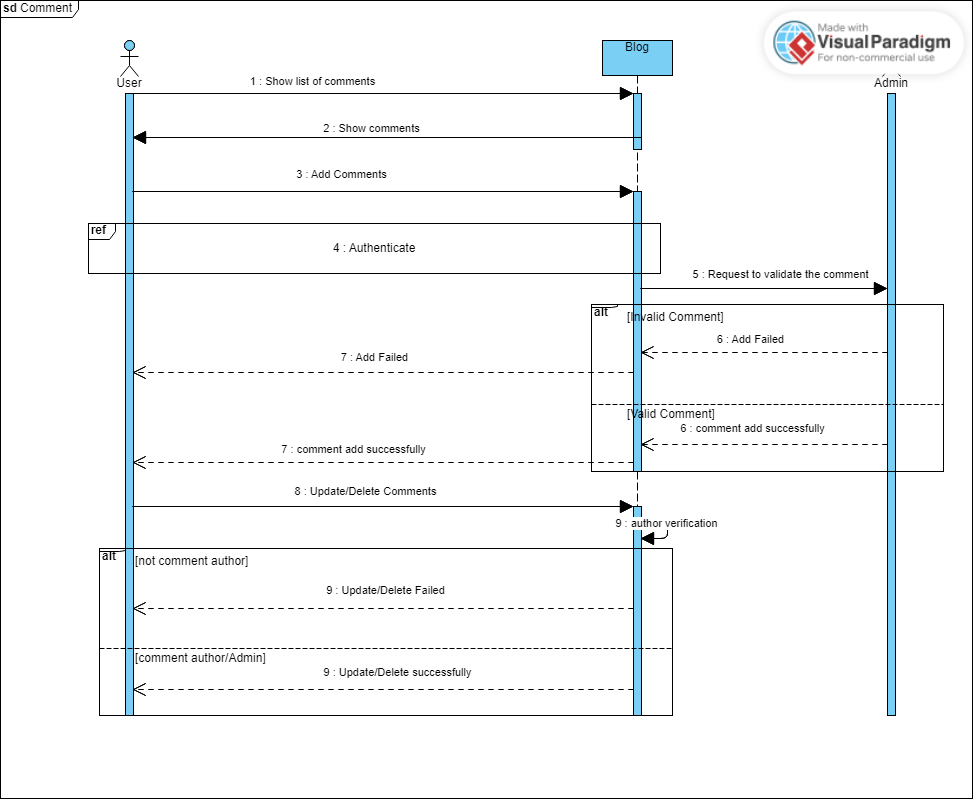 sd Comment
Made with
VisualParadigm
For non-commercial use
User
Blog
Admin
1 : Show list of comments
2 : Show comments
3 : Add Comments
ref
4 : Authenticate
5 : Request to validate the comment
alt
[Invalid Comment]
6 : Add Failed
7 : Add Failed
[Valid Comment]
6 : comment add successfully
7 : comment add successfully
8 : Update/Delete Comments
9 : author verification
alt
[not comment author]
9 : Update/Delete Failed
[comment author/Admin]
9 : Update/Delete successfully